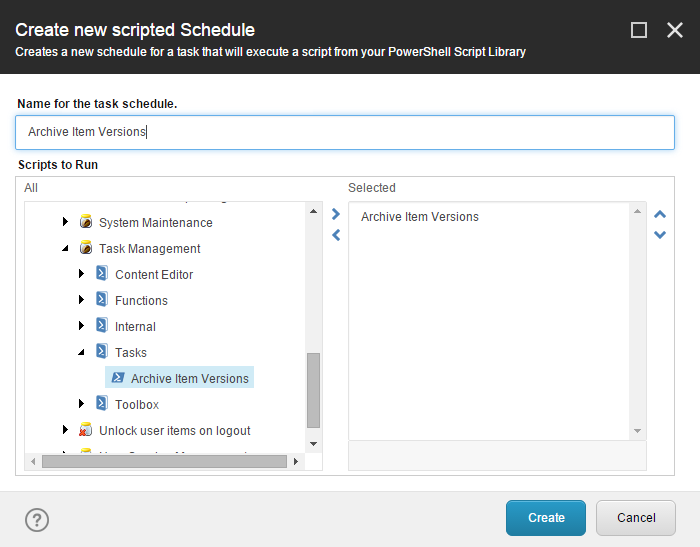 Create new scripted Schedule
Creates a new schedule for a task that will execute a script from your PowerShell Script Library
Name for the task schedule.
Archive Item Versions
Scripts to Run
All
Selected
System Maintenance
Task Management
Content Editor
Functions
Internal
Tasks
Archive Item Versions
Toolbox
Unlock user items on logout
Archive Item Versions
?
Create
Cancel